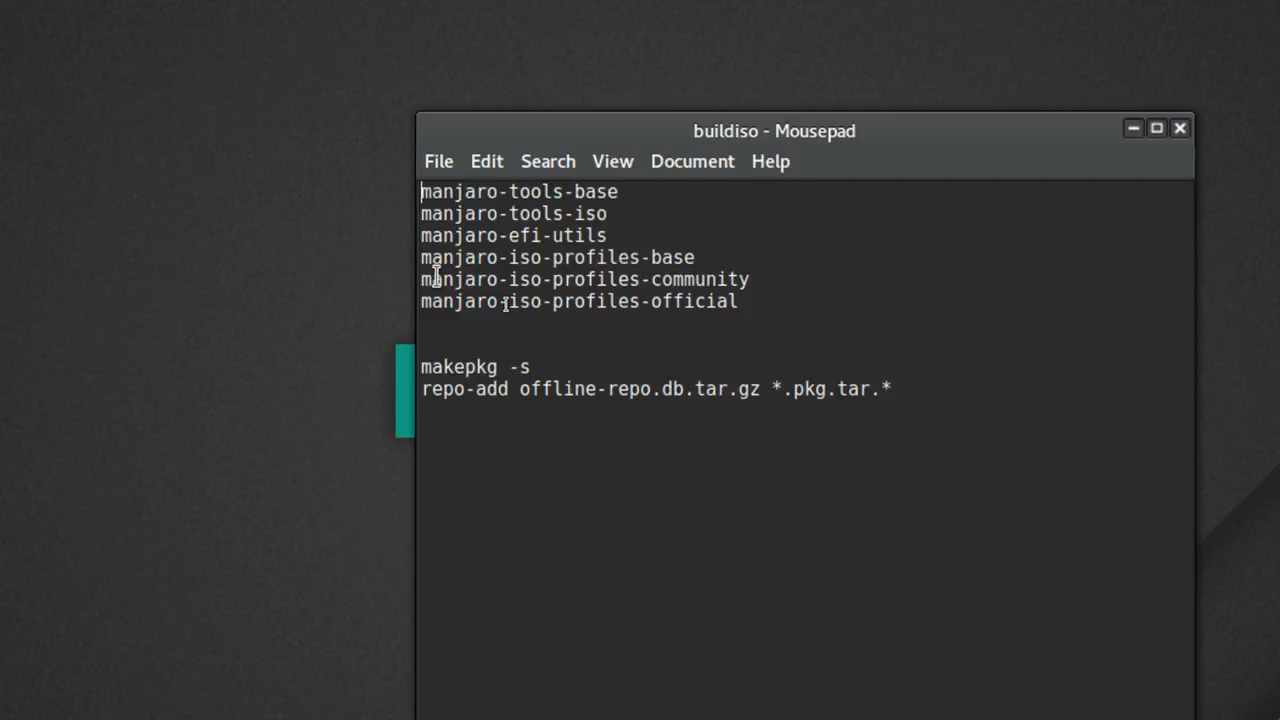 buildiso - Mousepad
File Edit Search View Document Help
manjaro-tools-base
manjaro-tools-iso
manjaro-efi-utils
manjaro-iso-profiles-base
manjaro-iso-profiles-community
manjaro-iso-profiles-official
makepkg -s
repo-add offline-repo.db.tar.gz *.pkg.tar.*